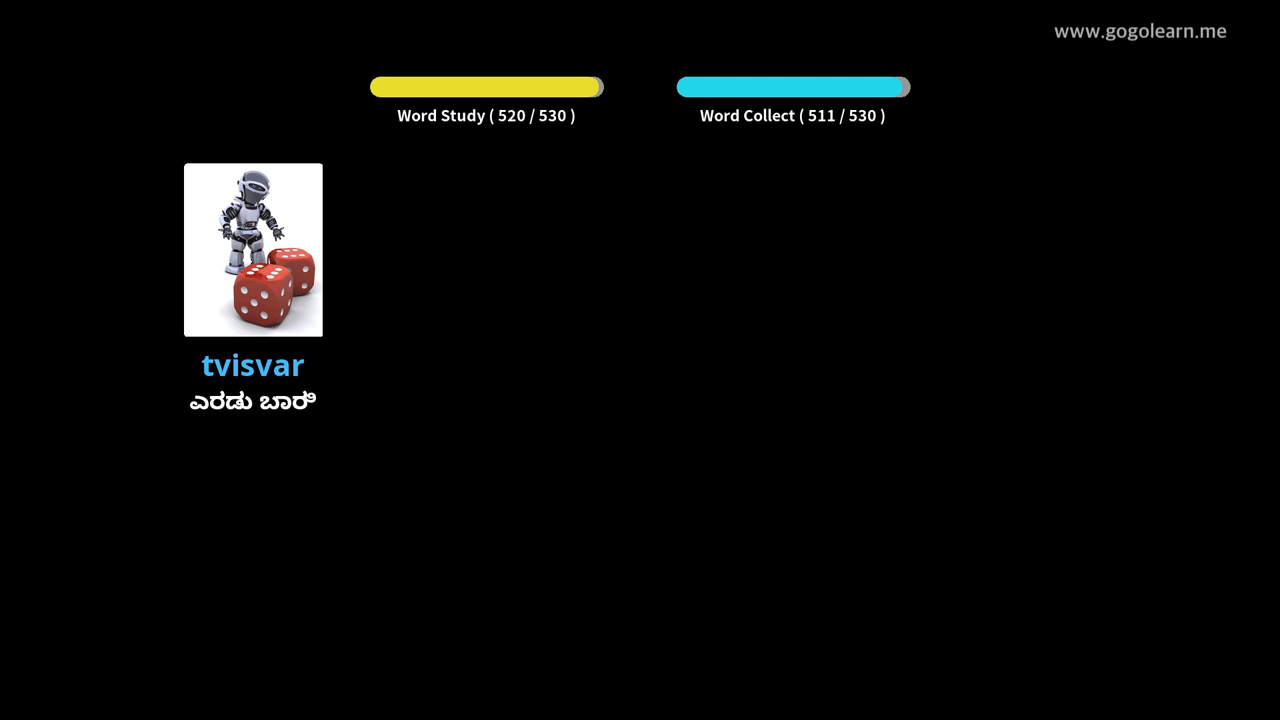 www.gogolearn.me
Word Study ( 520 / 530 )
Word Collect ( 511 / 530 )
tvisvar
ಎರಡು ಬಾರಿ